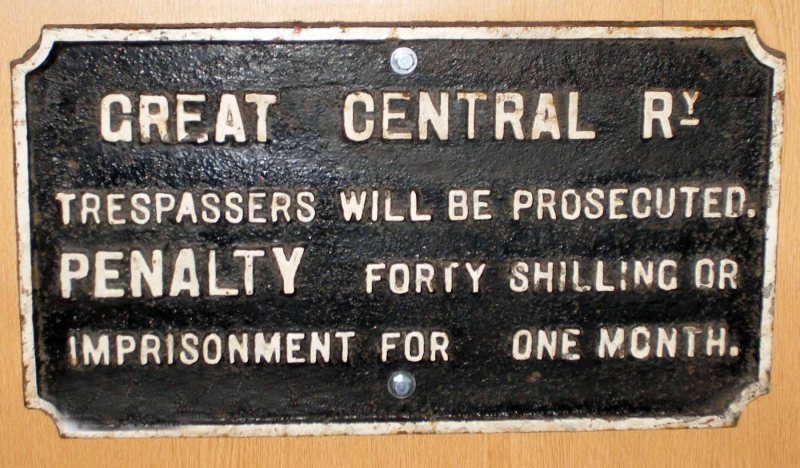 GREAT CENTRAL RY
TRESPASSERS WILL BE PROSECUTED.
PENALTY FORTY SHILLING OR
IMPRISONMENT FOR ONE MONTH.